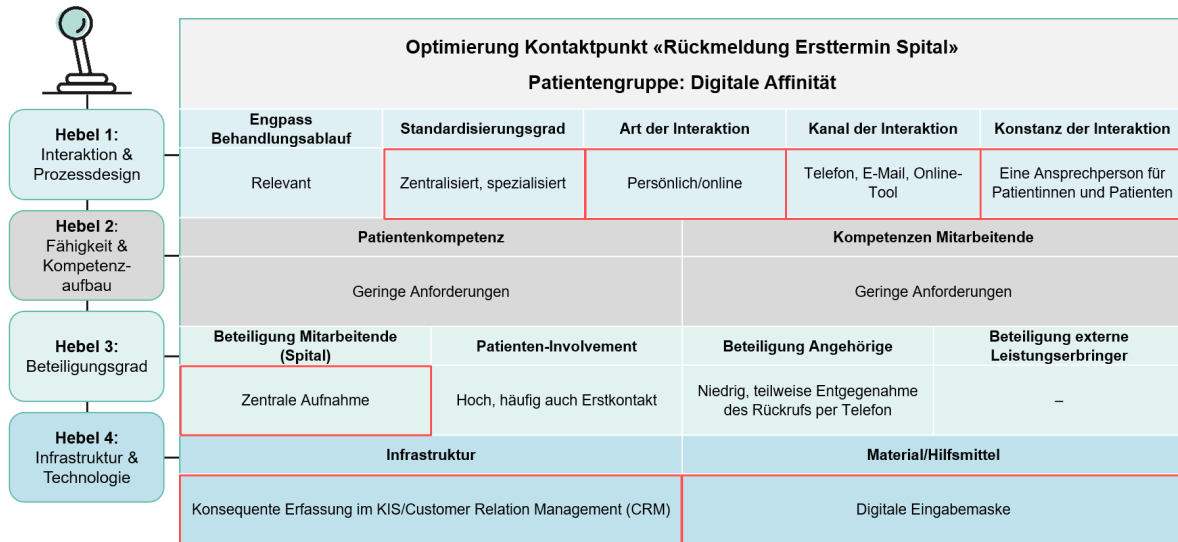 Optimierung Kontaktpunkt «Rückmeldung Ersttermin Spital»
Patientengruppe: Digitale Affinität
Hebel 1:
Interaktion &
Prozessdesign
Engpass
Behandlungsablauf
Standardisierungsgrad
Art der Interaktion
Kanal der Interaktion
Konstanz der Interaktion
Relevant
Zentralisiert, spezialisiert
Persönlich/online
Telefon, E-Mail, Online-
Tool
Eine Ansprechperson für
Patientinnen und Patienten
Hebel 2:
Fähigkeit &
Kompetenz-
aufbau
Patientenkompetenz
Kompetenzen Mitarbeitende
Geringe Anforderungen
Geringe Anforderungen
Hebel 3:
Beteiligungsgrad
Beteiligung Mitarbeitende
(Spital)
Patienten-Involvement
Beteiligung Angehörige
Beteiligung externe
Leistungserbringer
Zentrale Aufnahme
Hoch, häufig auch Erstkontakt
Niedrig, teilweise Entgegenahme
des Rückrufs per Telefon
–
Hebel 4:
Infrastruktur &
Technologie
Infrastruktur
Material/Hilfsmittel
Konsequente Erfassung im KIS/Customer Relation Management (CRM)
Digitale Eingabemaske